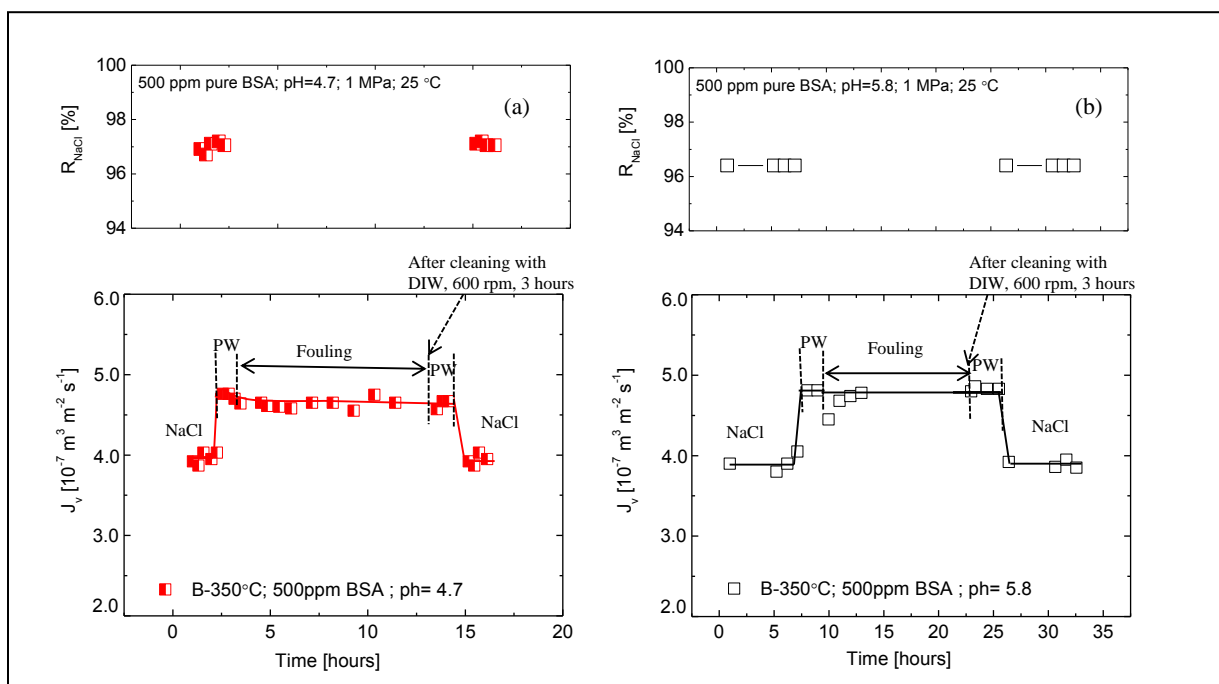 500 ppm pure BSA; pH=4.7; 1 MPa; 25 °C
(a)
100
98
96
94
R_NaCl [%]
500 ppm pure BSA; pH=5.8; 1 MPa; 25 °C
(b)
100
98
96
94
R_NaCl [%]
After cleaning with
DIW, 600 rpm, 3 hours
6.0
5.0
4.0
3.0
2.0
J_v [10⁻⁷ m³ m⁻² s⁻¹]
PW
Fouling
PW
NaCl
NaCl
B-350°C; 500ppm BSA ; ph= 4.7
0 5 10 15 20
Time [hours]
After cleaning with
DIW, 600 rpm, 3 hours
6.0
5.0
4.0
3.0
2.0
J_v [10⁻⁷ m³ m⁻² s⁻¹]
PW
Fouling
PW
NaCl
NaCl
B-350°C; 500ppm BSA ; ph= 5.8
0 5 10 15 20 25 30 35
Time [hours]